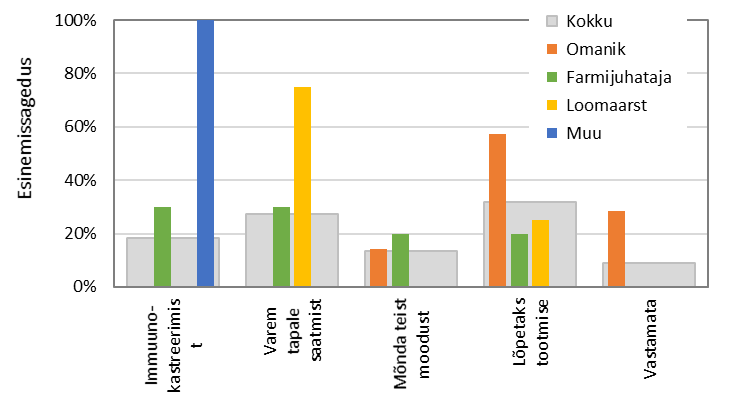 100%
80%
60%
40%
20%
0%
Esinemissagedus
Kokku
Omanik
Farmijuhataja
Loomaarst
Muu
Immuuno-
kastreerimis
t
Varem
tapale
saatmist
Mõnda teist
moodust
Lõpetaks
tootmise
Vastamata